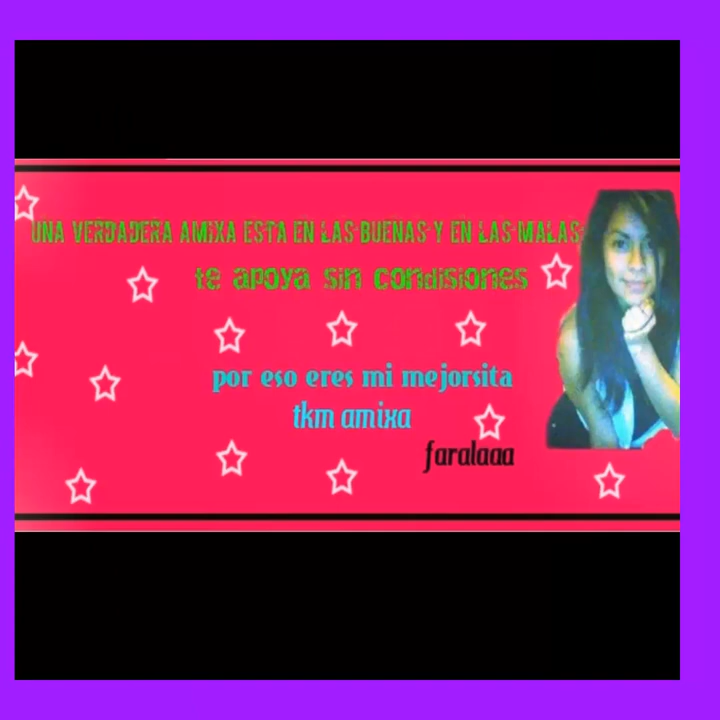 UNA VERDADERA AMIXA ESTA EN LAS BUENAS Y EN LAS MALAS
te apoya sin condisiones
por eso eres mi mejorsita
tkm amixa
faralaaa